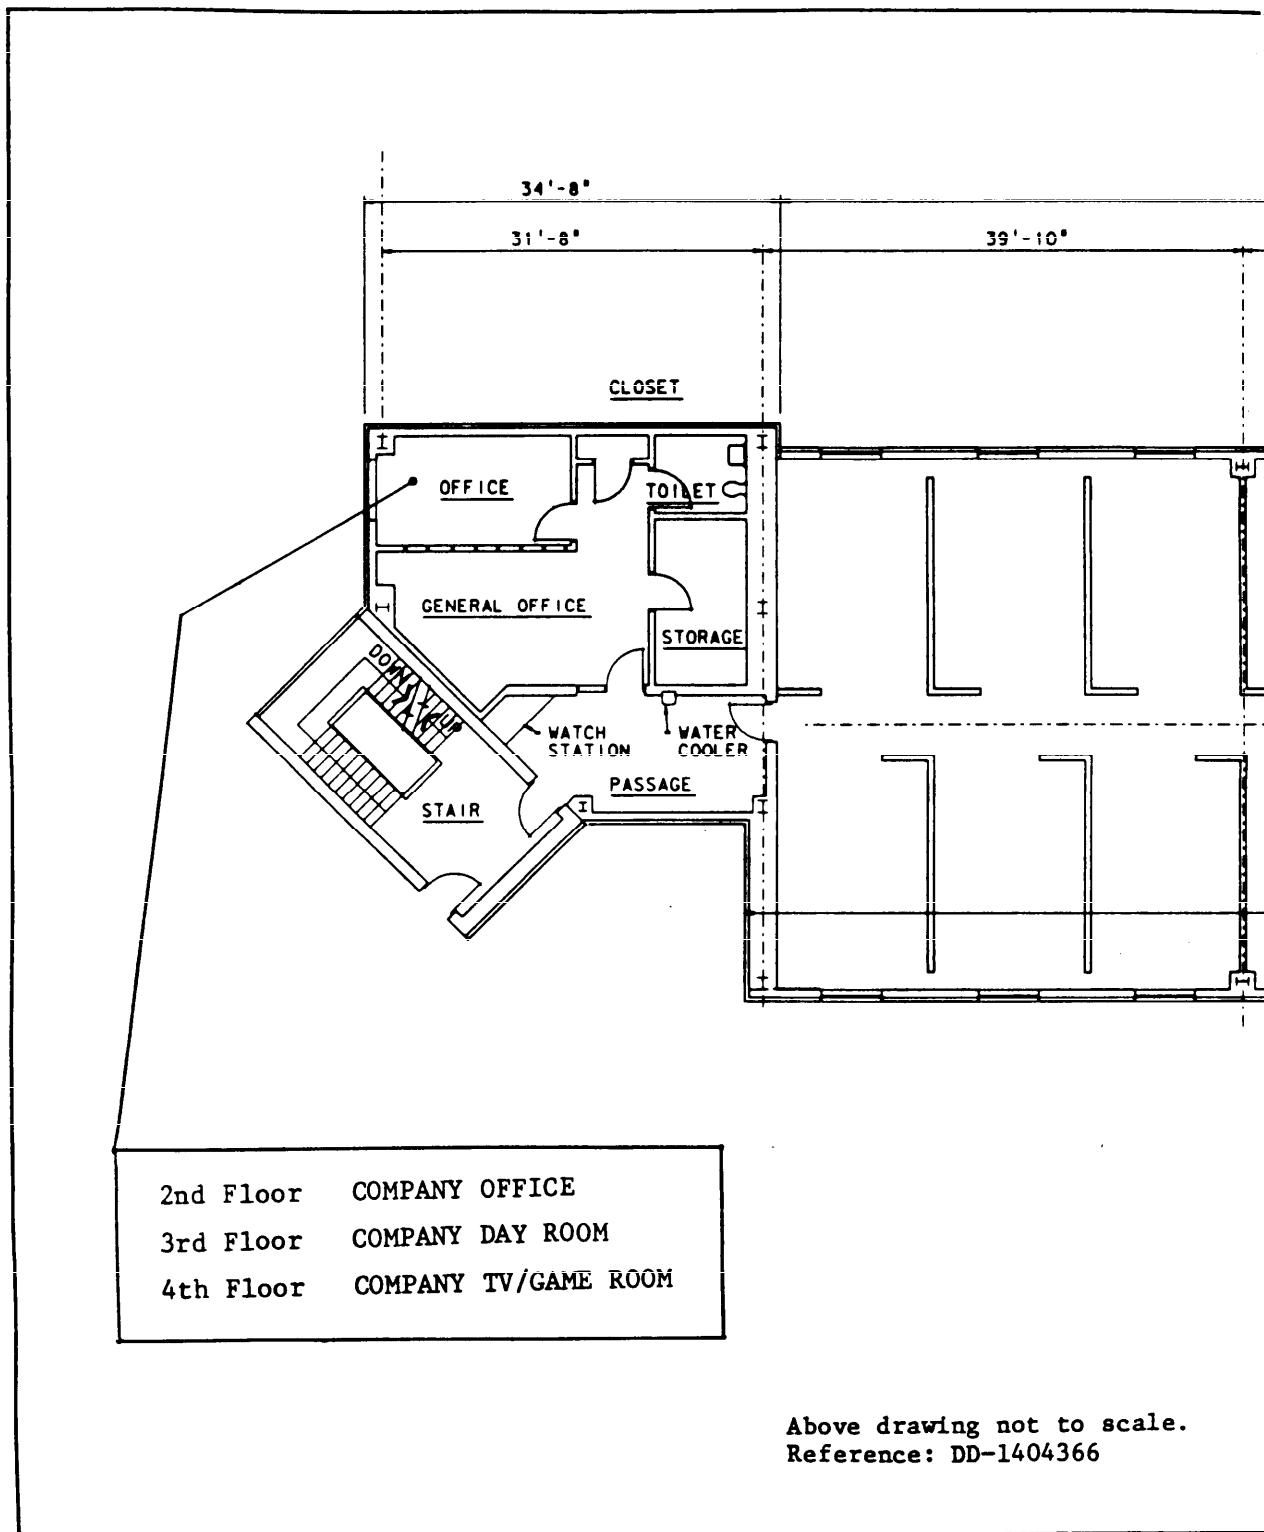 34'-8"
31'-8"
39'-10"
CLOSET
OFFICE
TOILET
GENERAL OFFICE
STORAGE
DOWN
UP
WATCH
STATION
WATER
COOLER
PASSAGE
STAIR
2nd Floor COMPANY OFFICE
3rd Floor COMPANY DAY ROOM
4th Floor COMPANY TV/GAME ROOM
Above drawing not to scale.
Reference: DD-1404366